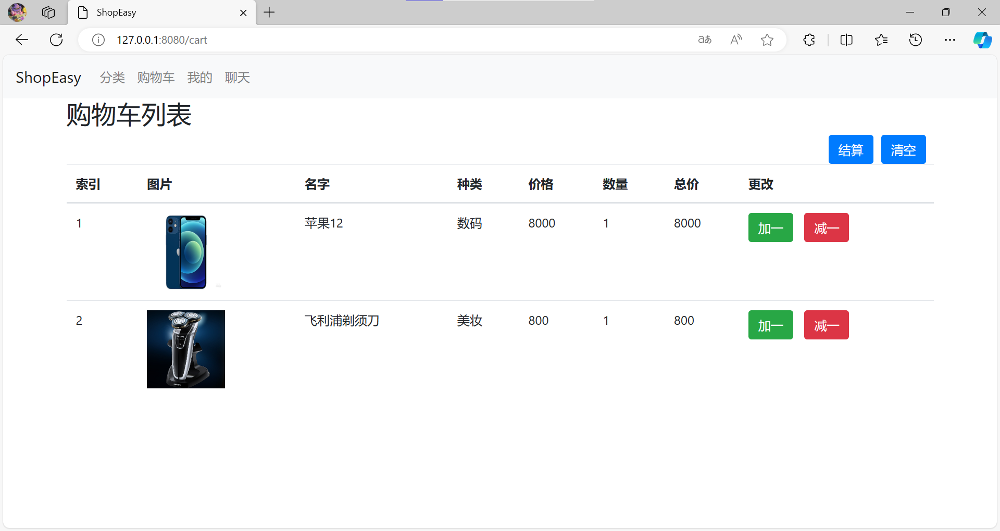 ShopEasy
127.0.0.1:8080/cart
ShopEasy 分类 购物车 我的 聊天
购物车列表
结算 清空
索引 图片 名字 种类 价格 数量 总价 更改
1 苹果12 数码 8000 1 8000 加一 减一
2 飞利浦剃须刀 美妆 800 1 800 加一 减一